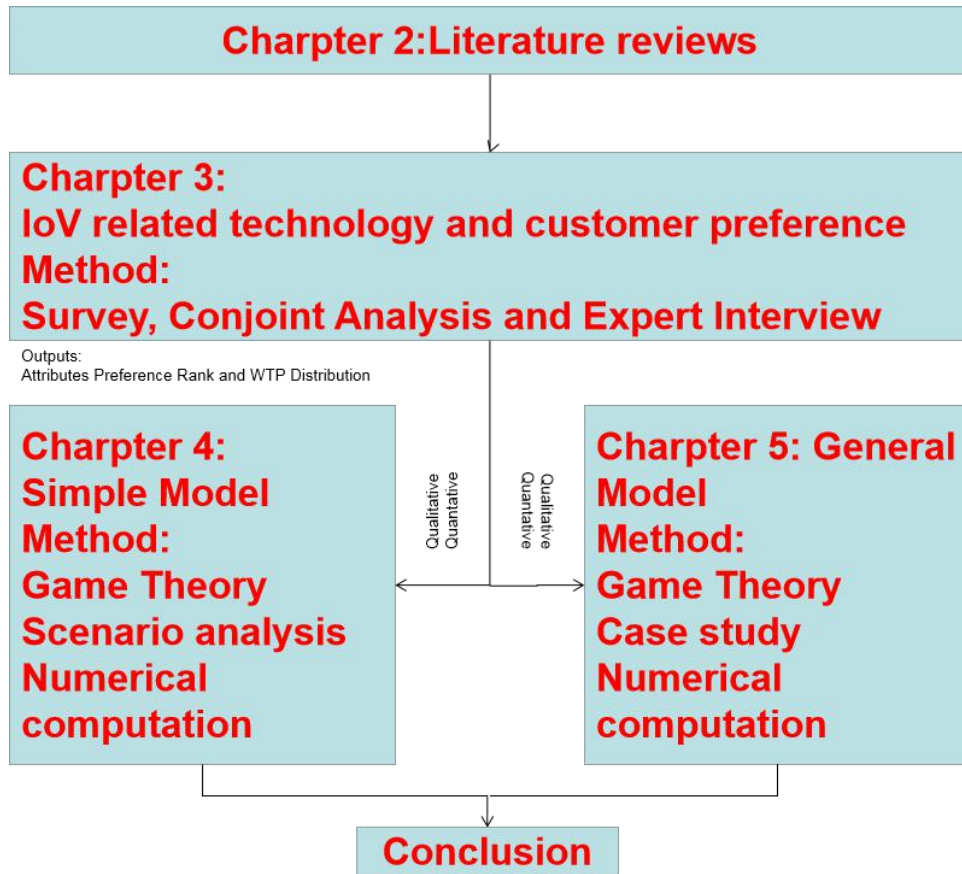 Charpter 2:Literature reviews
Charpter 3:
IoV related technology and customer preference
Method:
Survey, Conjoint Analysis and Expert Interview
Outputs:
Attributes Preference Rank and WTP Distribution
Charpter 4:
Simple Model
Method:
Game Theory
Scenario analysis
Numerical
computation
Qualitative
Quantative
Qualitative
Quantative
Charpter 5: General
Model
Method:
Game Theory
Case study
Numerical
computation
Conclusion